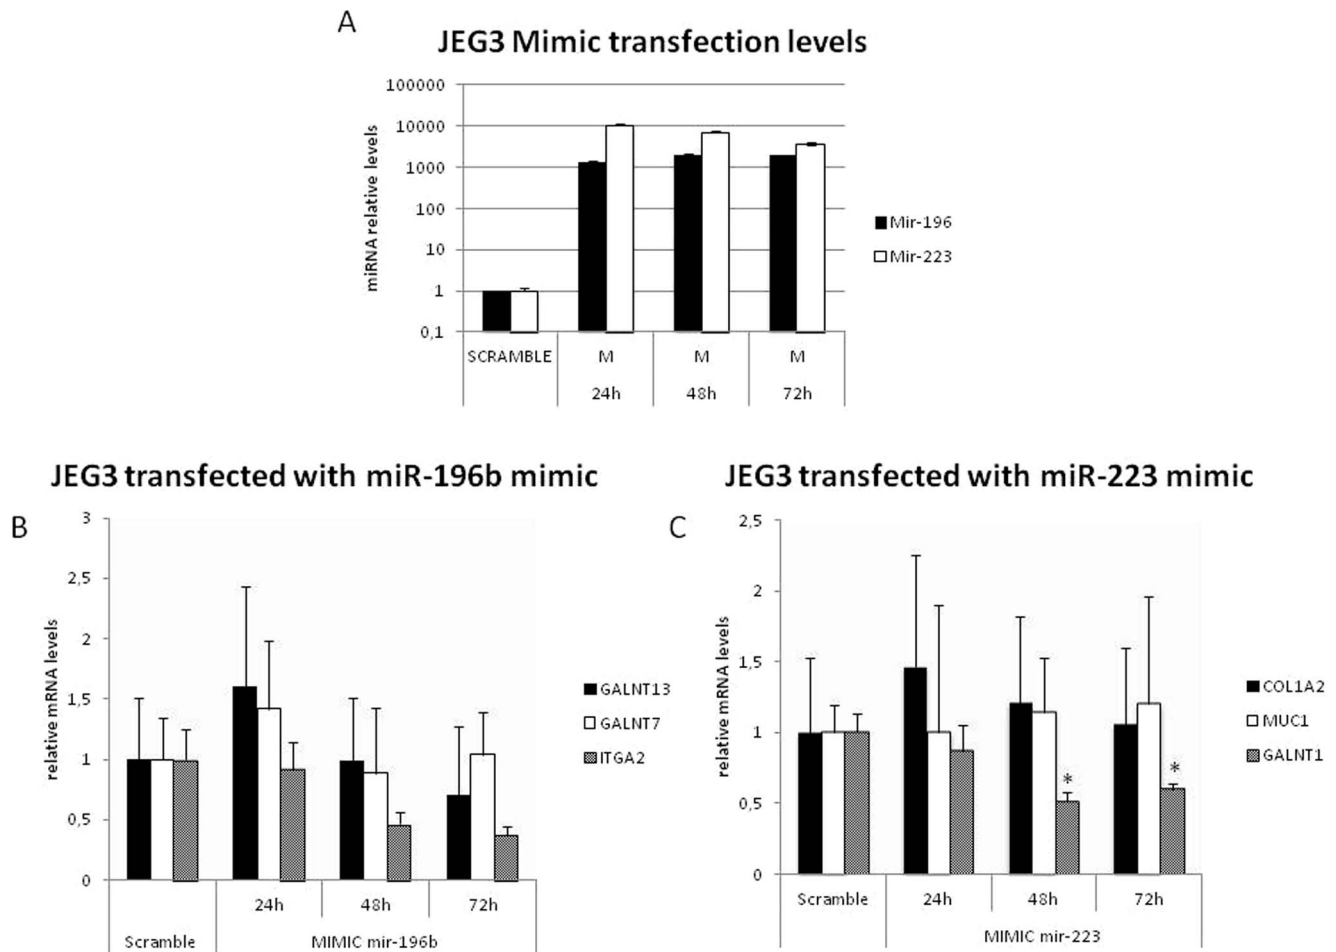 A
JEG3 Mimic transfection levels
miRNA relative levels
100000
10000
1000
100
10
1
0,1
SCRAMBLE M M M
24h 48h 72h
Mir-196
Mir-223
JEG3 transfected with miR-196b mimic
B
relative mRNA levels
3
2,5
2
1,5
1
0,5
0
24h 48h 72h
Scramble MIMIC mir-196b
GALNT13
GALNT7
ITGA2
JEG3 transfected with miR-223 mimic
C
relative mRNA levels
2,5
2
1,5
1
0,5
0
* *
Scramble 24h 48h 72h
MIMIC mir-223
COL1A2
MUC1
GALNT1